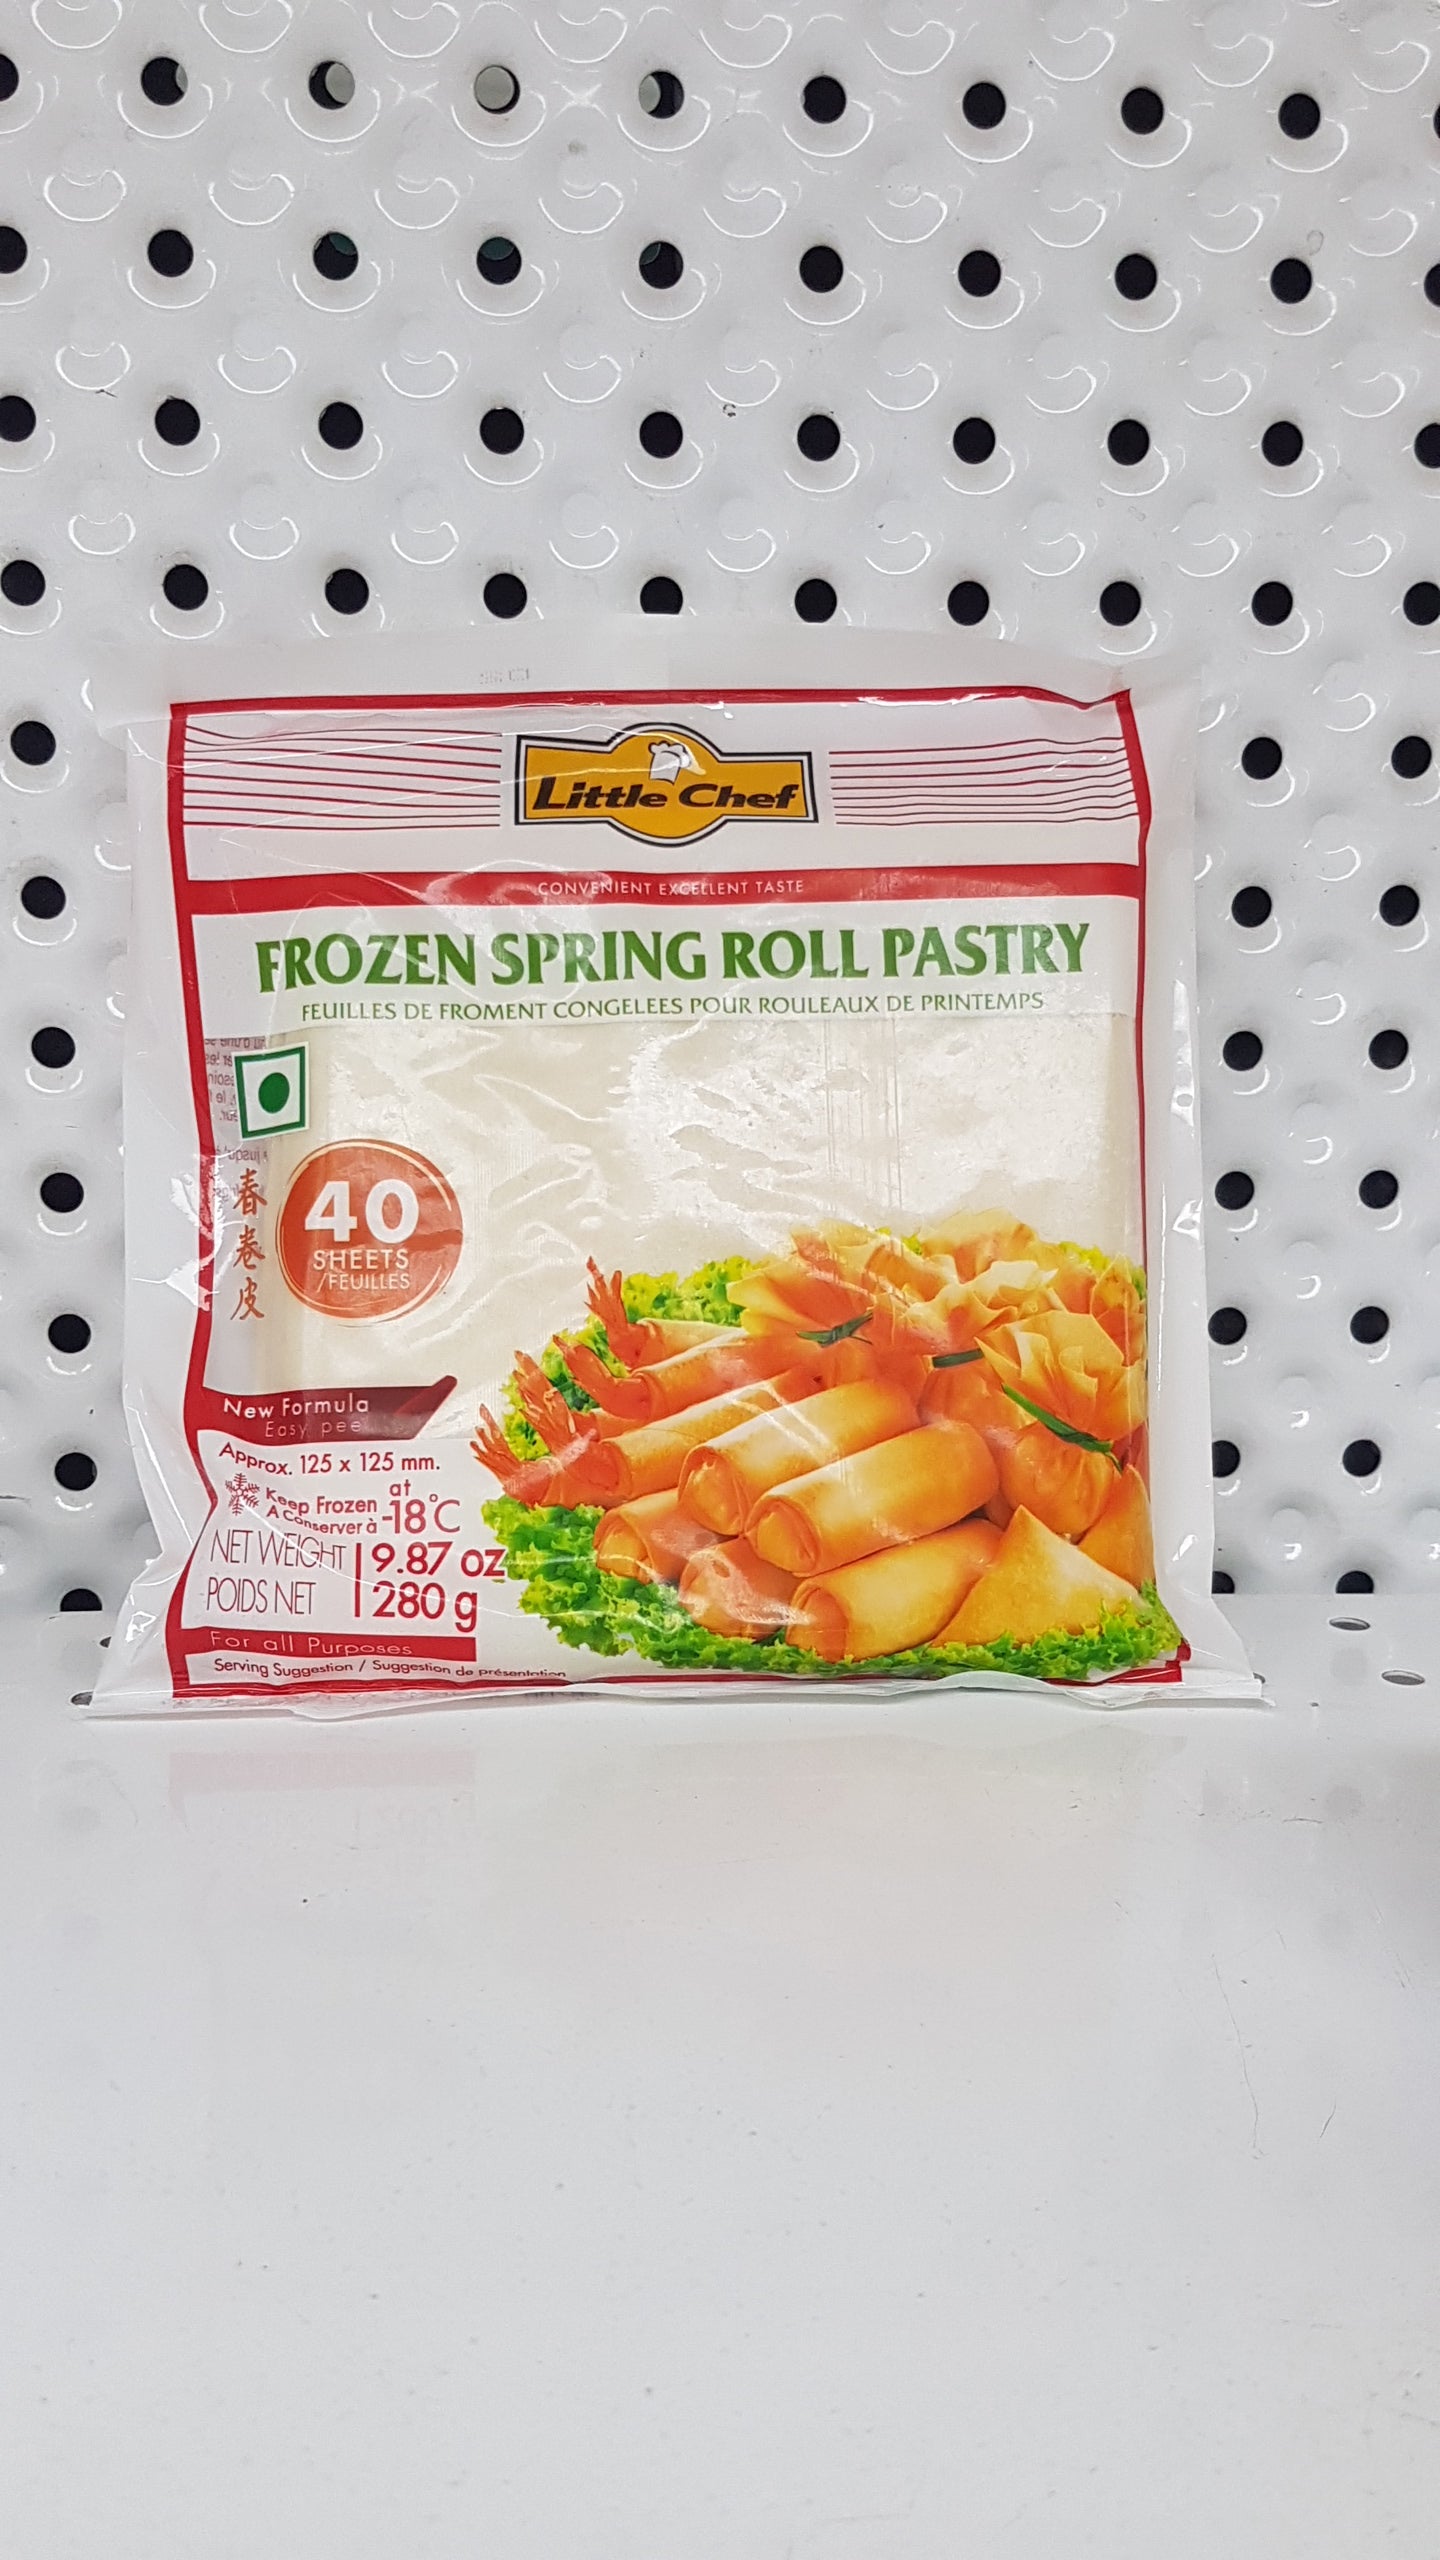 Little Chef
CONVENIENT EXCELLENT TASTE
FROZEN SPRING ROLL PASTRY
FEUILLES DE FROMENT CONGELEES POUR ROULEAUX DE PRINTEMPS
春卷皮
40
SHEETS
/FEUILLES
New Formula
Easy peel
Approx. 125 x 125 mm.
Keep Frozen at -18°C
A Conserver à
NET WEIGHT 9.87 oz
POIDS NET 280 g
For all Purposes
Serving Suggestion / Suggestion de présentation